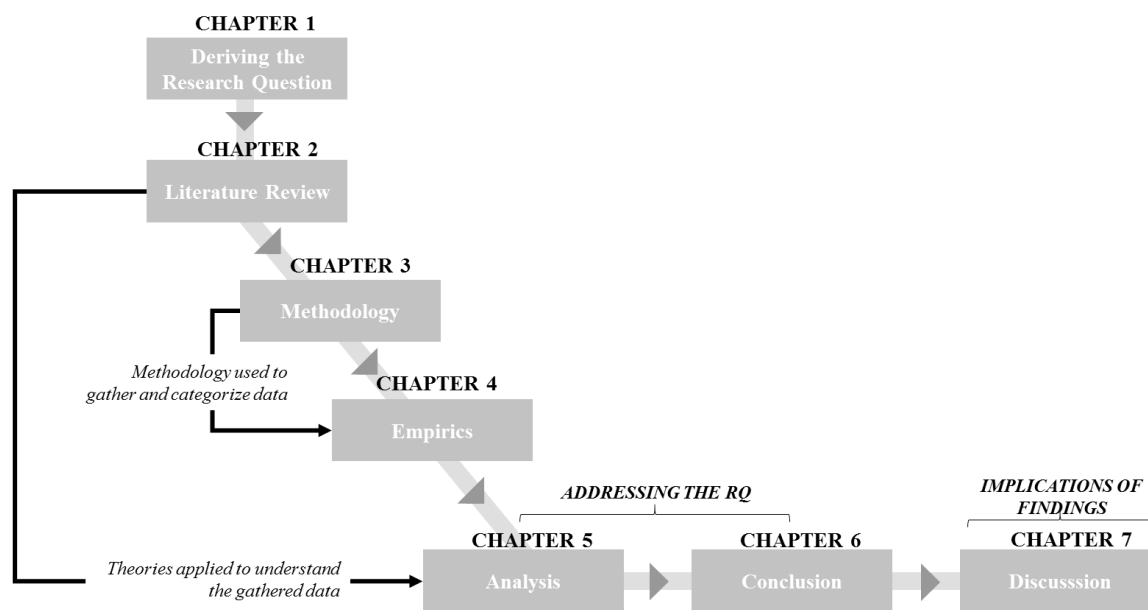 CHAPTER 1
Deriving the
Research Question
CHAPTER 2
Literature Review
CHAPTER 3
Methodology
Methodology used to
gather and categorize data
CHAPTER 4
Empirics
ADDRESSING THE RQ
IMPLICATIONS OF
FINDINGS
CHAPTER 5
Analysis
CHAPTER 6
Conclusion
CHAPTER 7
Discusssion
Theories applied to understand
the gathered data